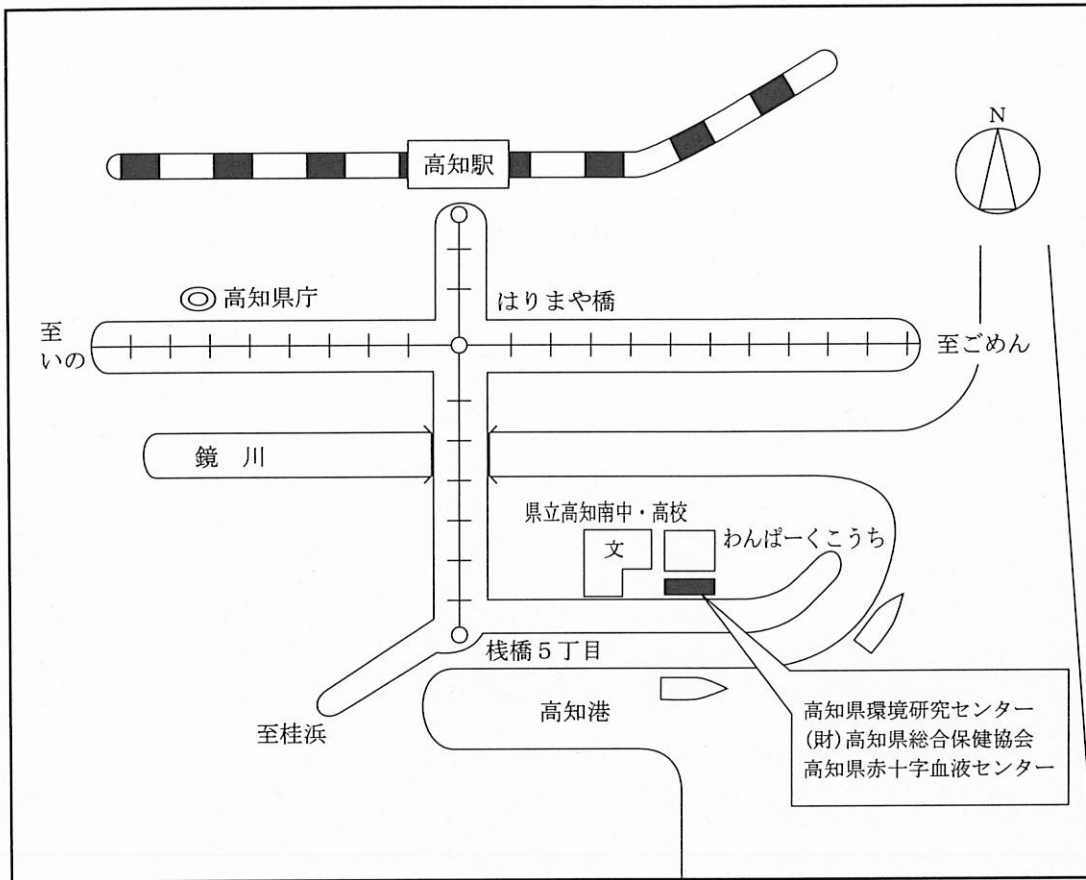 高知駅
N
高知県庁
はりまや橋
至
いの
至ごめん
鏡 川
県立高知南中・高校
文
わんぱーくこうち
桟橋5丁目
高知港
至桂浜
高知県環境研究センター
(財)高知県総合保健協会
高知県赤十字血液センター